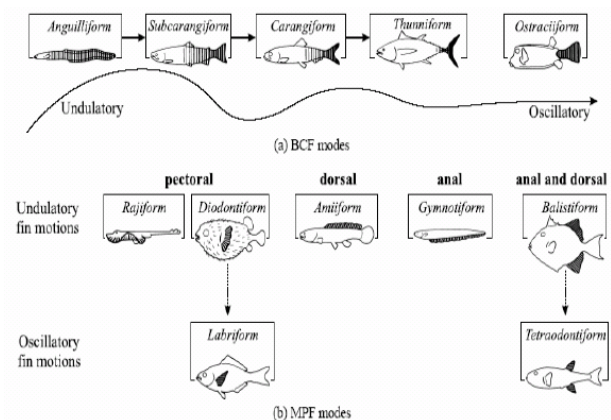 Anguilliform Subcarangiform Carangiform Thunniform Ostraciiform
Undulatory
Oscillatory
(a) BCF modes
pectoral dorsal anal anal and dorsal
Undulatory
fin motions
Rajiform Diodontiform Amiiform Gymnotiform Balistiform
Oscillatory
fin motions
Labriform Tetraodontiform
(b) MPF modes